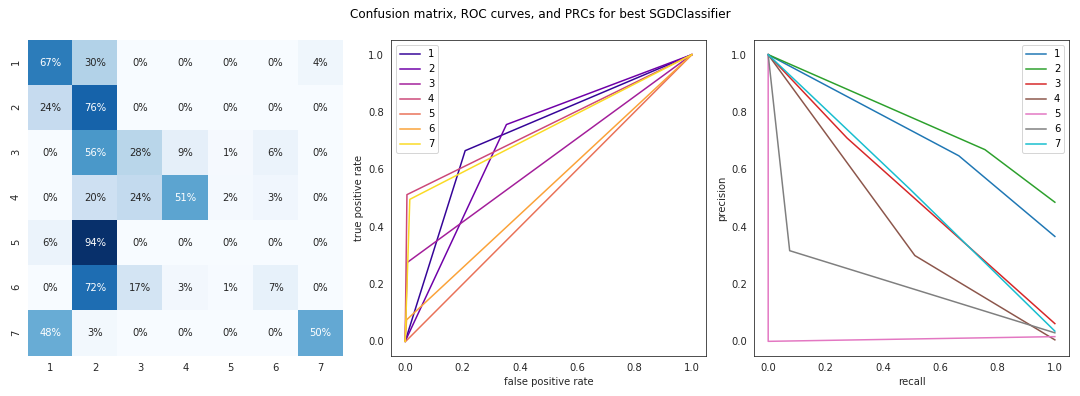 Confusion matrix, ROC curves, and PRCs for best SGDClassifier
1 67% 30% 0% 0% 0% 0% 4%
2 24% 76% 0% 0% 0% 0% 0%
3 0% 56% 28% 9% 1% 6% 0%
4 0% 20% 24% 51% 2% 3% 0%
5 6% 94% 0% 0% 0% 0% 0%
6 0% 72% 17% 3% 1% 7% 0%
7 48% 3% 0% 0% 0% 0% 50%
1 2 3 4 5 6 7
true positive rate
1.0
0.8
0.6
0.4
0.2
0.0
1
2
3
4
5
6
7
0.0 0.2 0.4 0.6 0.8 1.0
false positive rate
precision
1.0
0.8
0.6
0.4
0.2
0.0
1
2
3
4
5
6
7
0.0 0.2 0.4 0.6 0.8 1.0
recall